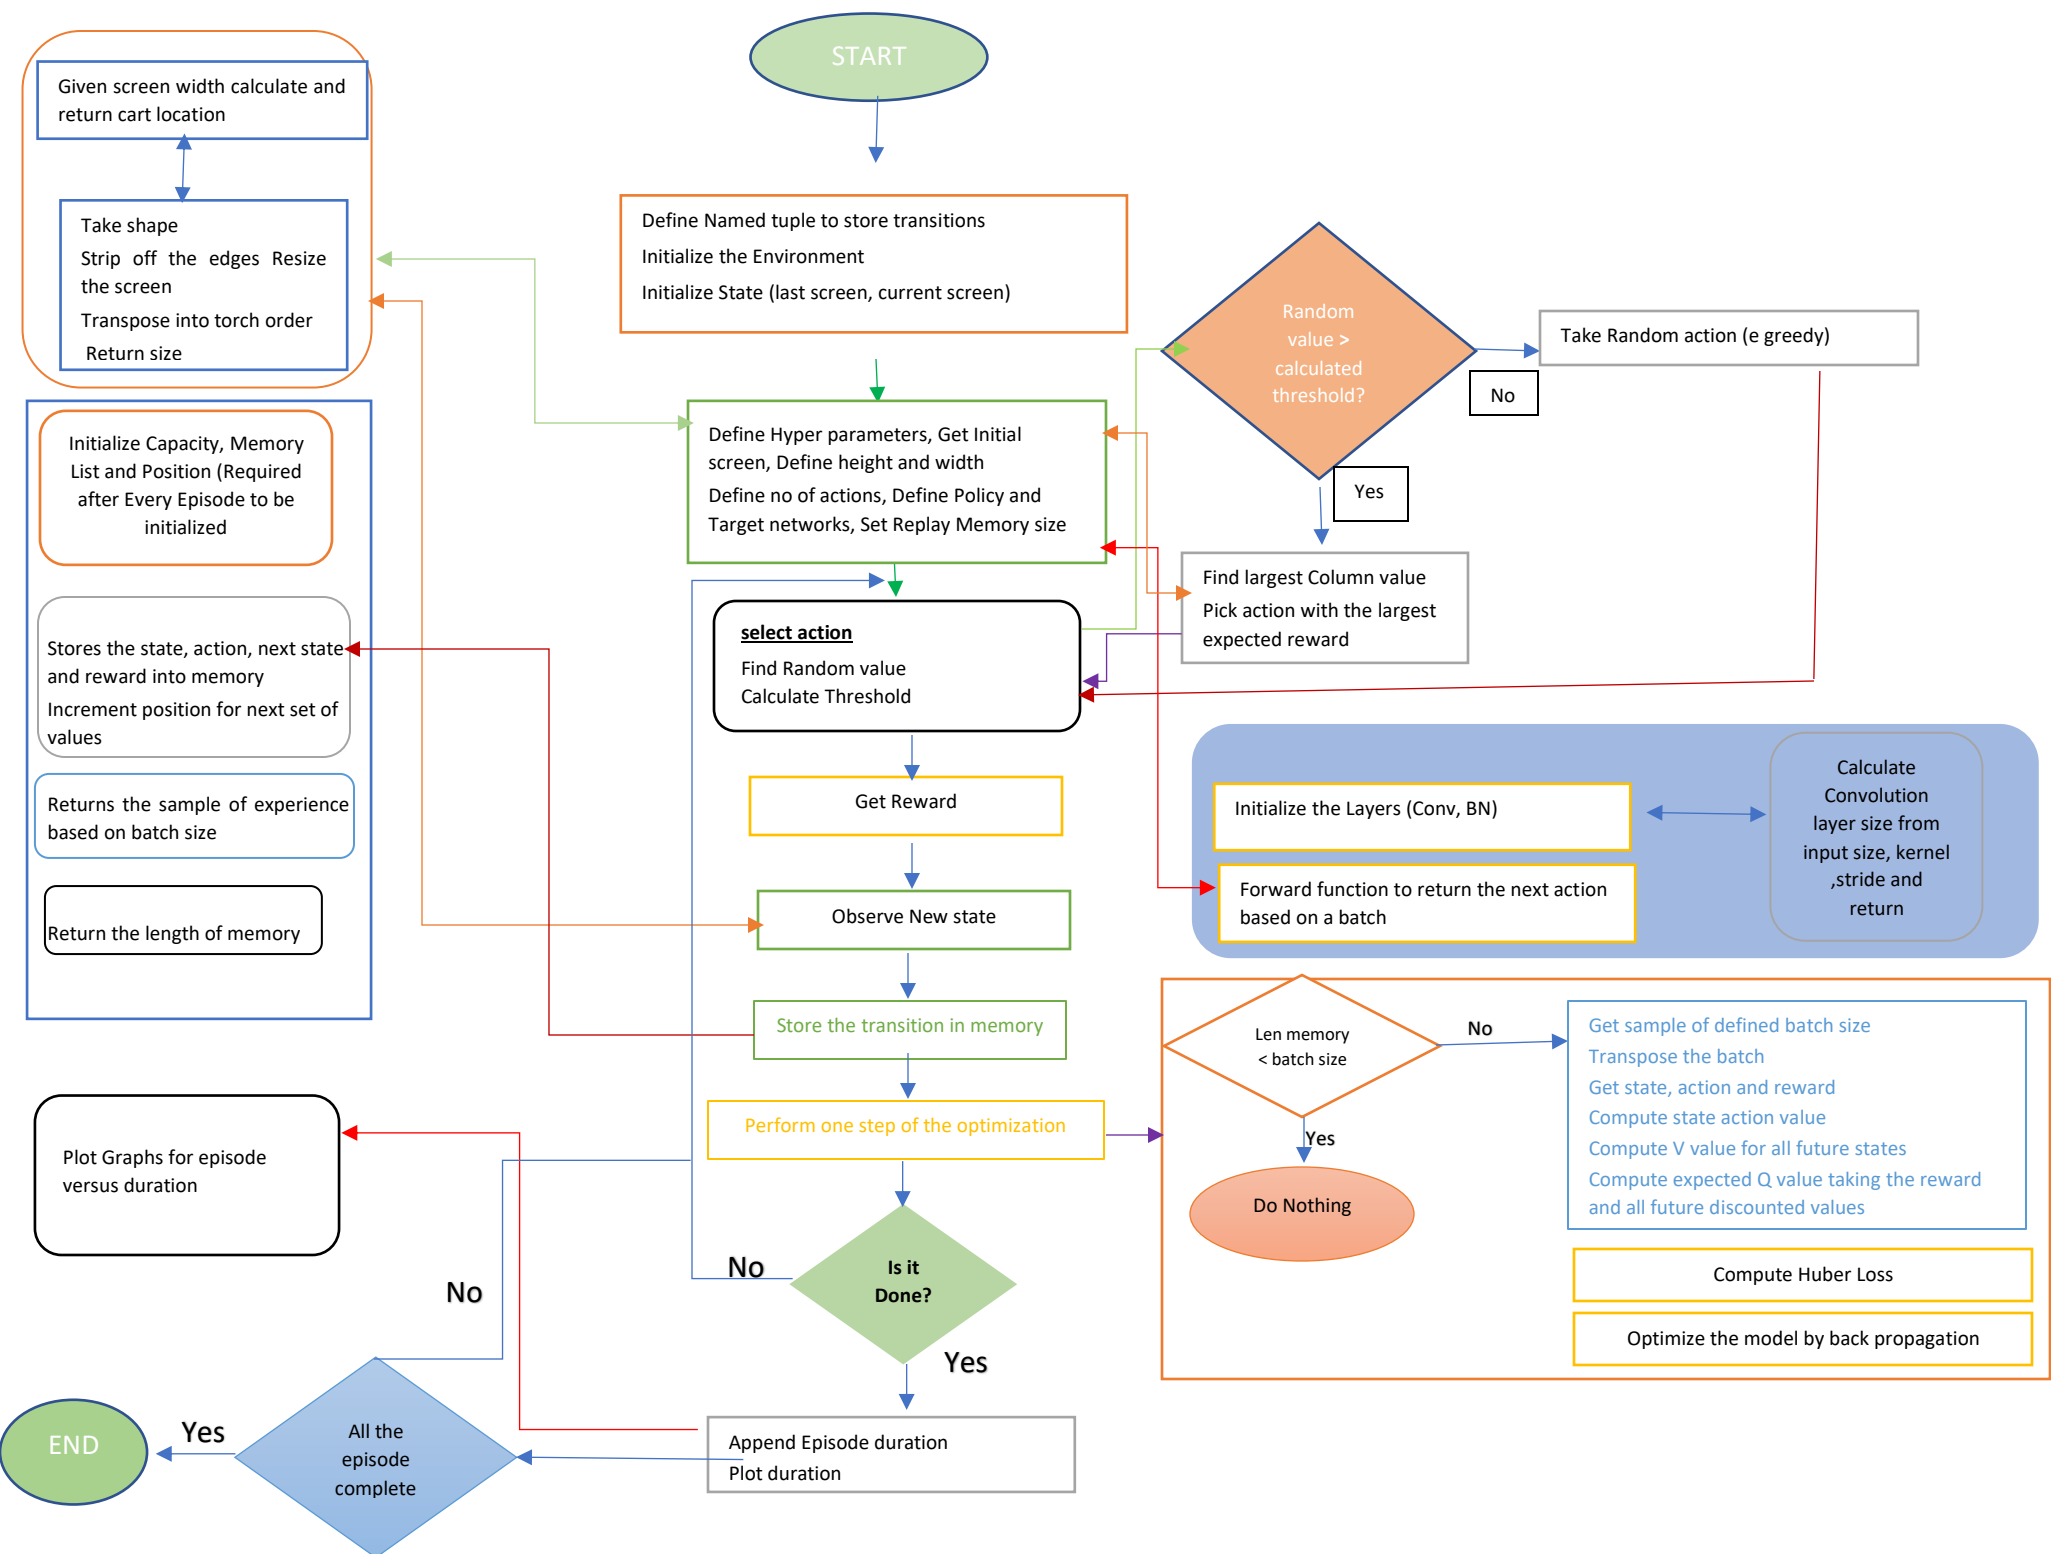 START
Given screen width calculate and
return cart location
Take shape
Strip off the edges Resize
the screen
Transpose into torch order
Return size
Define Named tuple to store transitions
Initialize the Environment
Initialize State (last screen, current screen)
Random
value >
calculated
threshold?
Take Random action (e greedy)
No
Yes
Initialize Capacity, Memory
List and Position (Required
after Every Episode to be
initialized
Define Hyper parameters, Get Initial
screen, Define height and width
Define no of actions, Define Policy and
Target networks, Set Replay Memory size
Find largest Column value
Pick action with the largest
expected reward
select action
Find Random value
Calculate Threshold
Stores the state, action, next state
and reward into memory
Increment position for next set of
values
Returns the sample of experience
based on batch size
Return the length of memory
Get Reward
Observe New state
Store the transition in memory
Perform one step of the optimization
Initialize the Layers (Conv, BN)
Forward function to return the next action
based on a batch
Calculate
Convolution
layer size from
input size, kernel
,stride and
return
Len memory
< batch size
No
Yes
Do Nothing
Get sample of defined batch size
Transpose the batch
Get state, action and reward
Compute state action value
Compute V value for all future states
Compute expected Q value taking the reward
and all future discounted values
Compute Huber Loss
Optimize the model by back propagation
Plot Graphs for episode
versus duration
Is it
Done?
No
Yes
No
Append Episode duration
Plot duration
All the
episode
complete
Yes
END